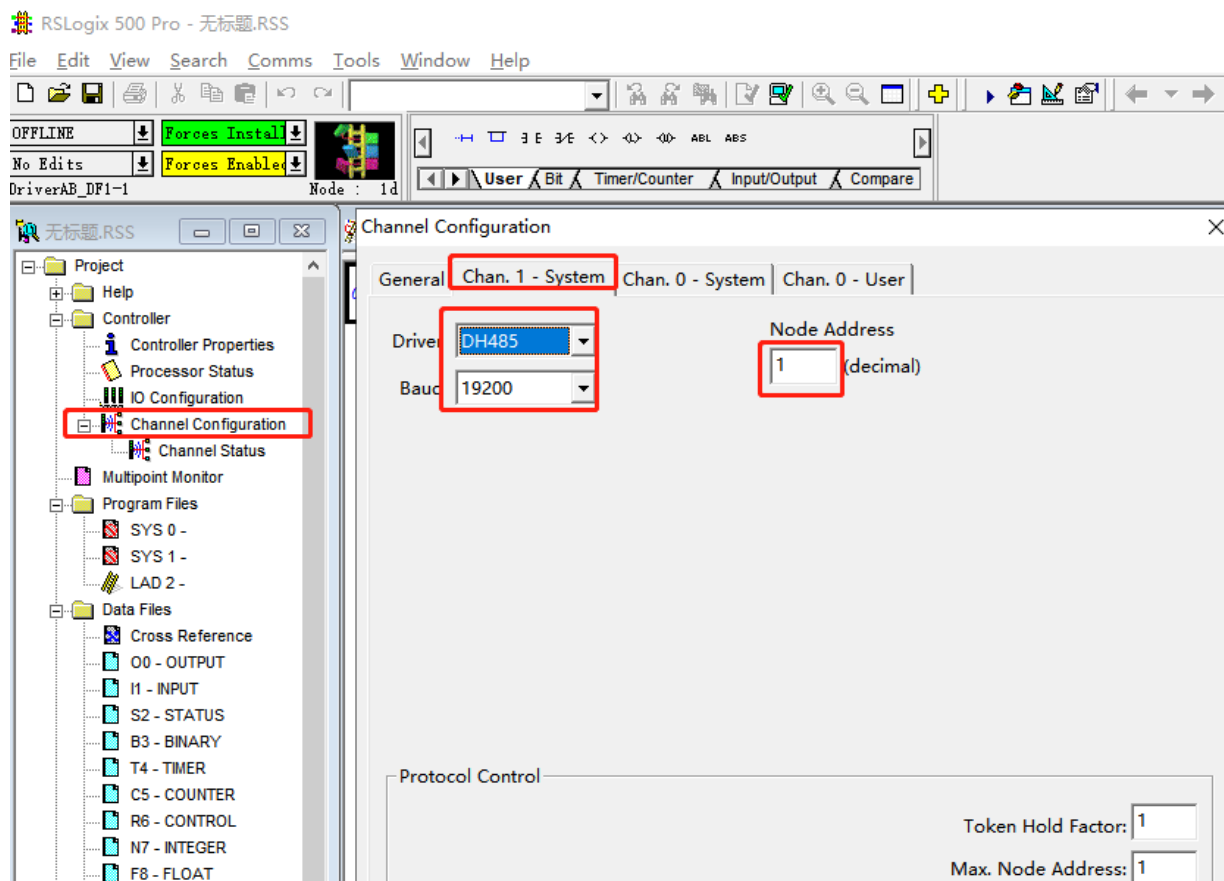 RSLogix 500 Pro - 无标题.RSS
File Edit View Search Comms Tools Window Help
OFFLINE Forces Install
No Edits Forces Enabled
DriverAB_DF1-1 Node : 1d
ABL ABS
User Bit Timer/Counter Input/Output Compare
无标题.RSS
Project
Help
Controller
Controller Properties
Processor Status
IO Configuration
Channel Configuration
Channel Status
Multipoint Monitor
Program Files
SYS 0 -
SYS 1 -
LAD 2 -
Data Files
Cross Reference
O0 - OUTPUT
I1 - INPUT
S2 - STATUS
B3 - BINARY
T4 - TIMER
C5 - COUNTER
R6 - CONTROL
N7 - INTEGER
F8 - FLOAT
Channel Configuration
General Chan. 1 - System Chan. 0 - System Chan. 0 - User
Driver DH485
Baud 19200
Node Address
1 (decimal)
Protocol Control
Token Hold Factor: 1
Max. Node Address: 1